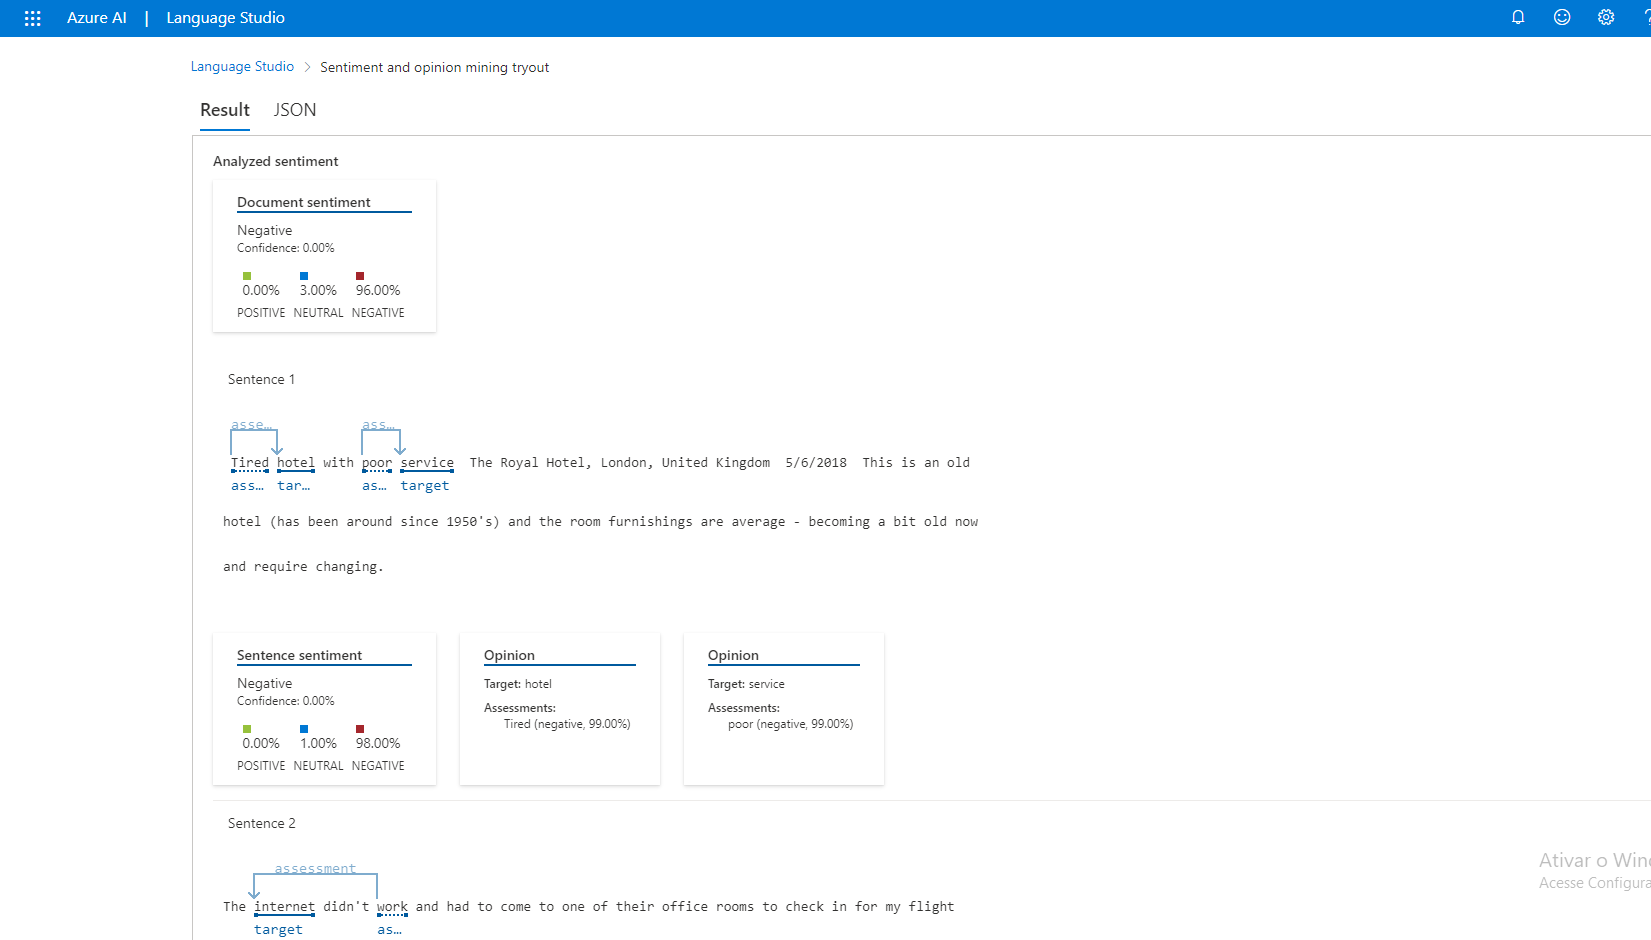 Azure AI | Language Studio
Language Studio > Sentiment and opinion mining tryout
Result JSON
Analyzed sentiment
Document sentiment
Negative
Confidence: 0.00%
0.00% 3.00% 96.00%
POSITIVE NEUTRAL NEGATIVE
Sentence 1
asse… ass…
Tired hotel with poor service The Royal Hotel, London, United Kingdom 5/6/2018 This is an old
ass… tar… as… target
hotel (has been around since 1950's) and the room furnishings are average - becoming a bit old now
and require changing.
Sentence sentiment
Negative
Confidence: 0.00%
0.00% 1.00% 98.00%
POSITIVE NEUTRAL NEGATIVE
Opinion
Target: hotel
Assessments:
Tired (negative, 99.00%)
Opinion
Target: service
Assessments:
poor (negative, 99.00%)
Sentence 2
assessment
The internet didn't work and had to come to one of their office rooms to check in for my flight
target as…
Ativar o Win
Acesse Configura